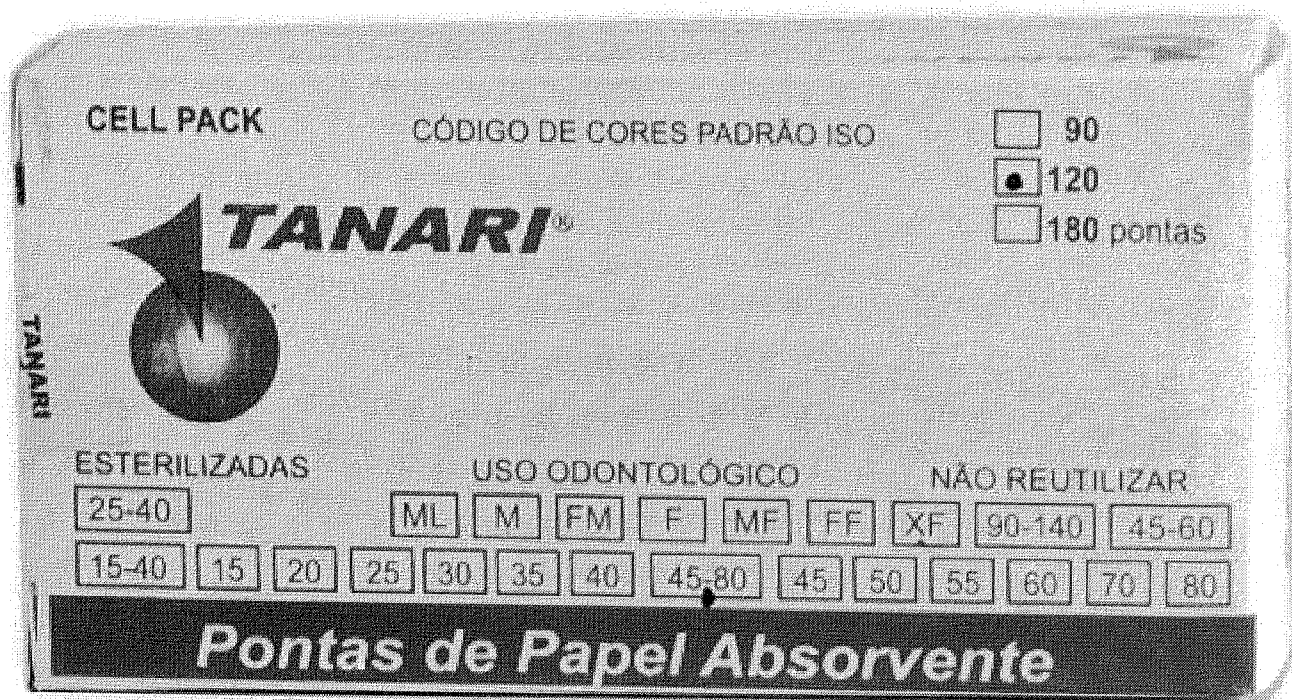 CELL PACK
CÓDIGO DE CORES PADRÃO ISO
90
120
180 pontas
TANARI®
TANARI
ESTERILIZADAS
USO ODONTOLÓGICO
NÃO REUTILIZAR
25-40 ML M FM F MF FF XF 90-140 45-60
15-40 15 20 25 30 35 40 45-80 45 50 55 60 70 80
Pontas de Papel Absorvente